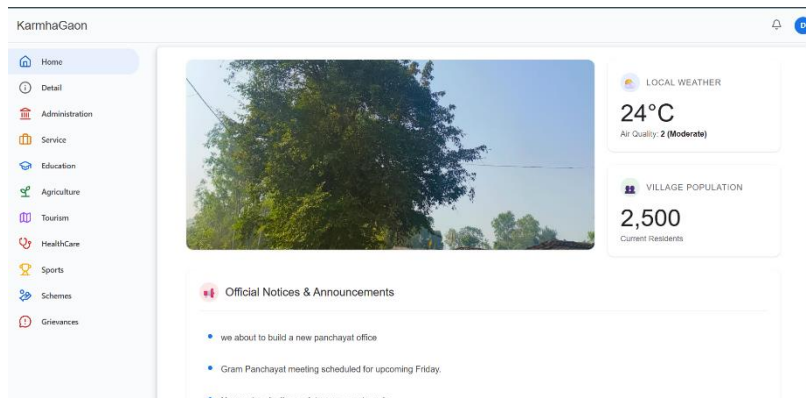 KarmhaGaon
D
Home
Detail
Administration
Service
Education
Agriculture
Tourism
HealthCare
Sports
Schemes
Grievances
LOCAL WEATHER
24°C
Air Quality: 2 (Moderate)
VILLAGE POPULATION
2,500
Current Residents
Official Notices & Announcements
we about to build a new panchayat office
Gram Panchayat meeting scheduled for upcoming Friday.